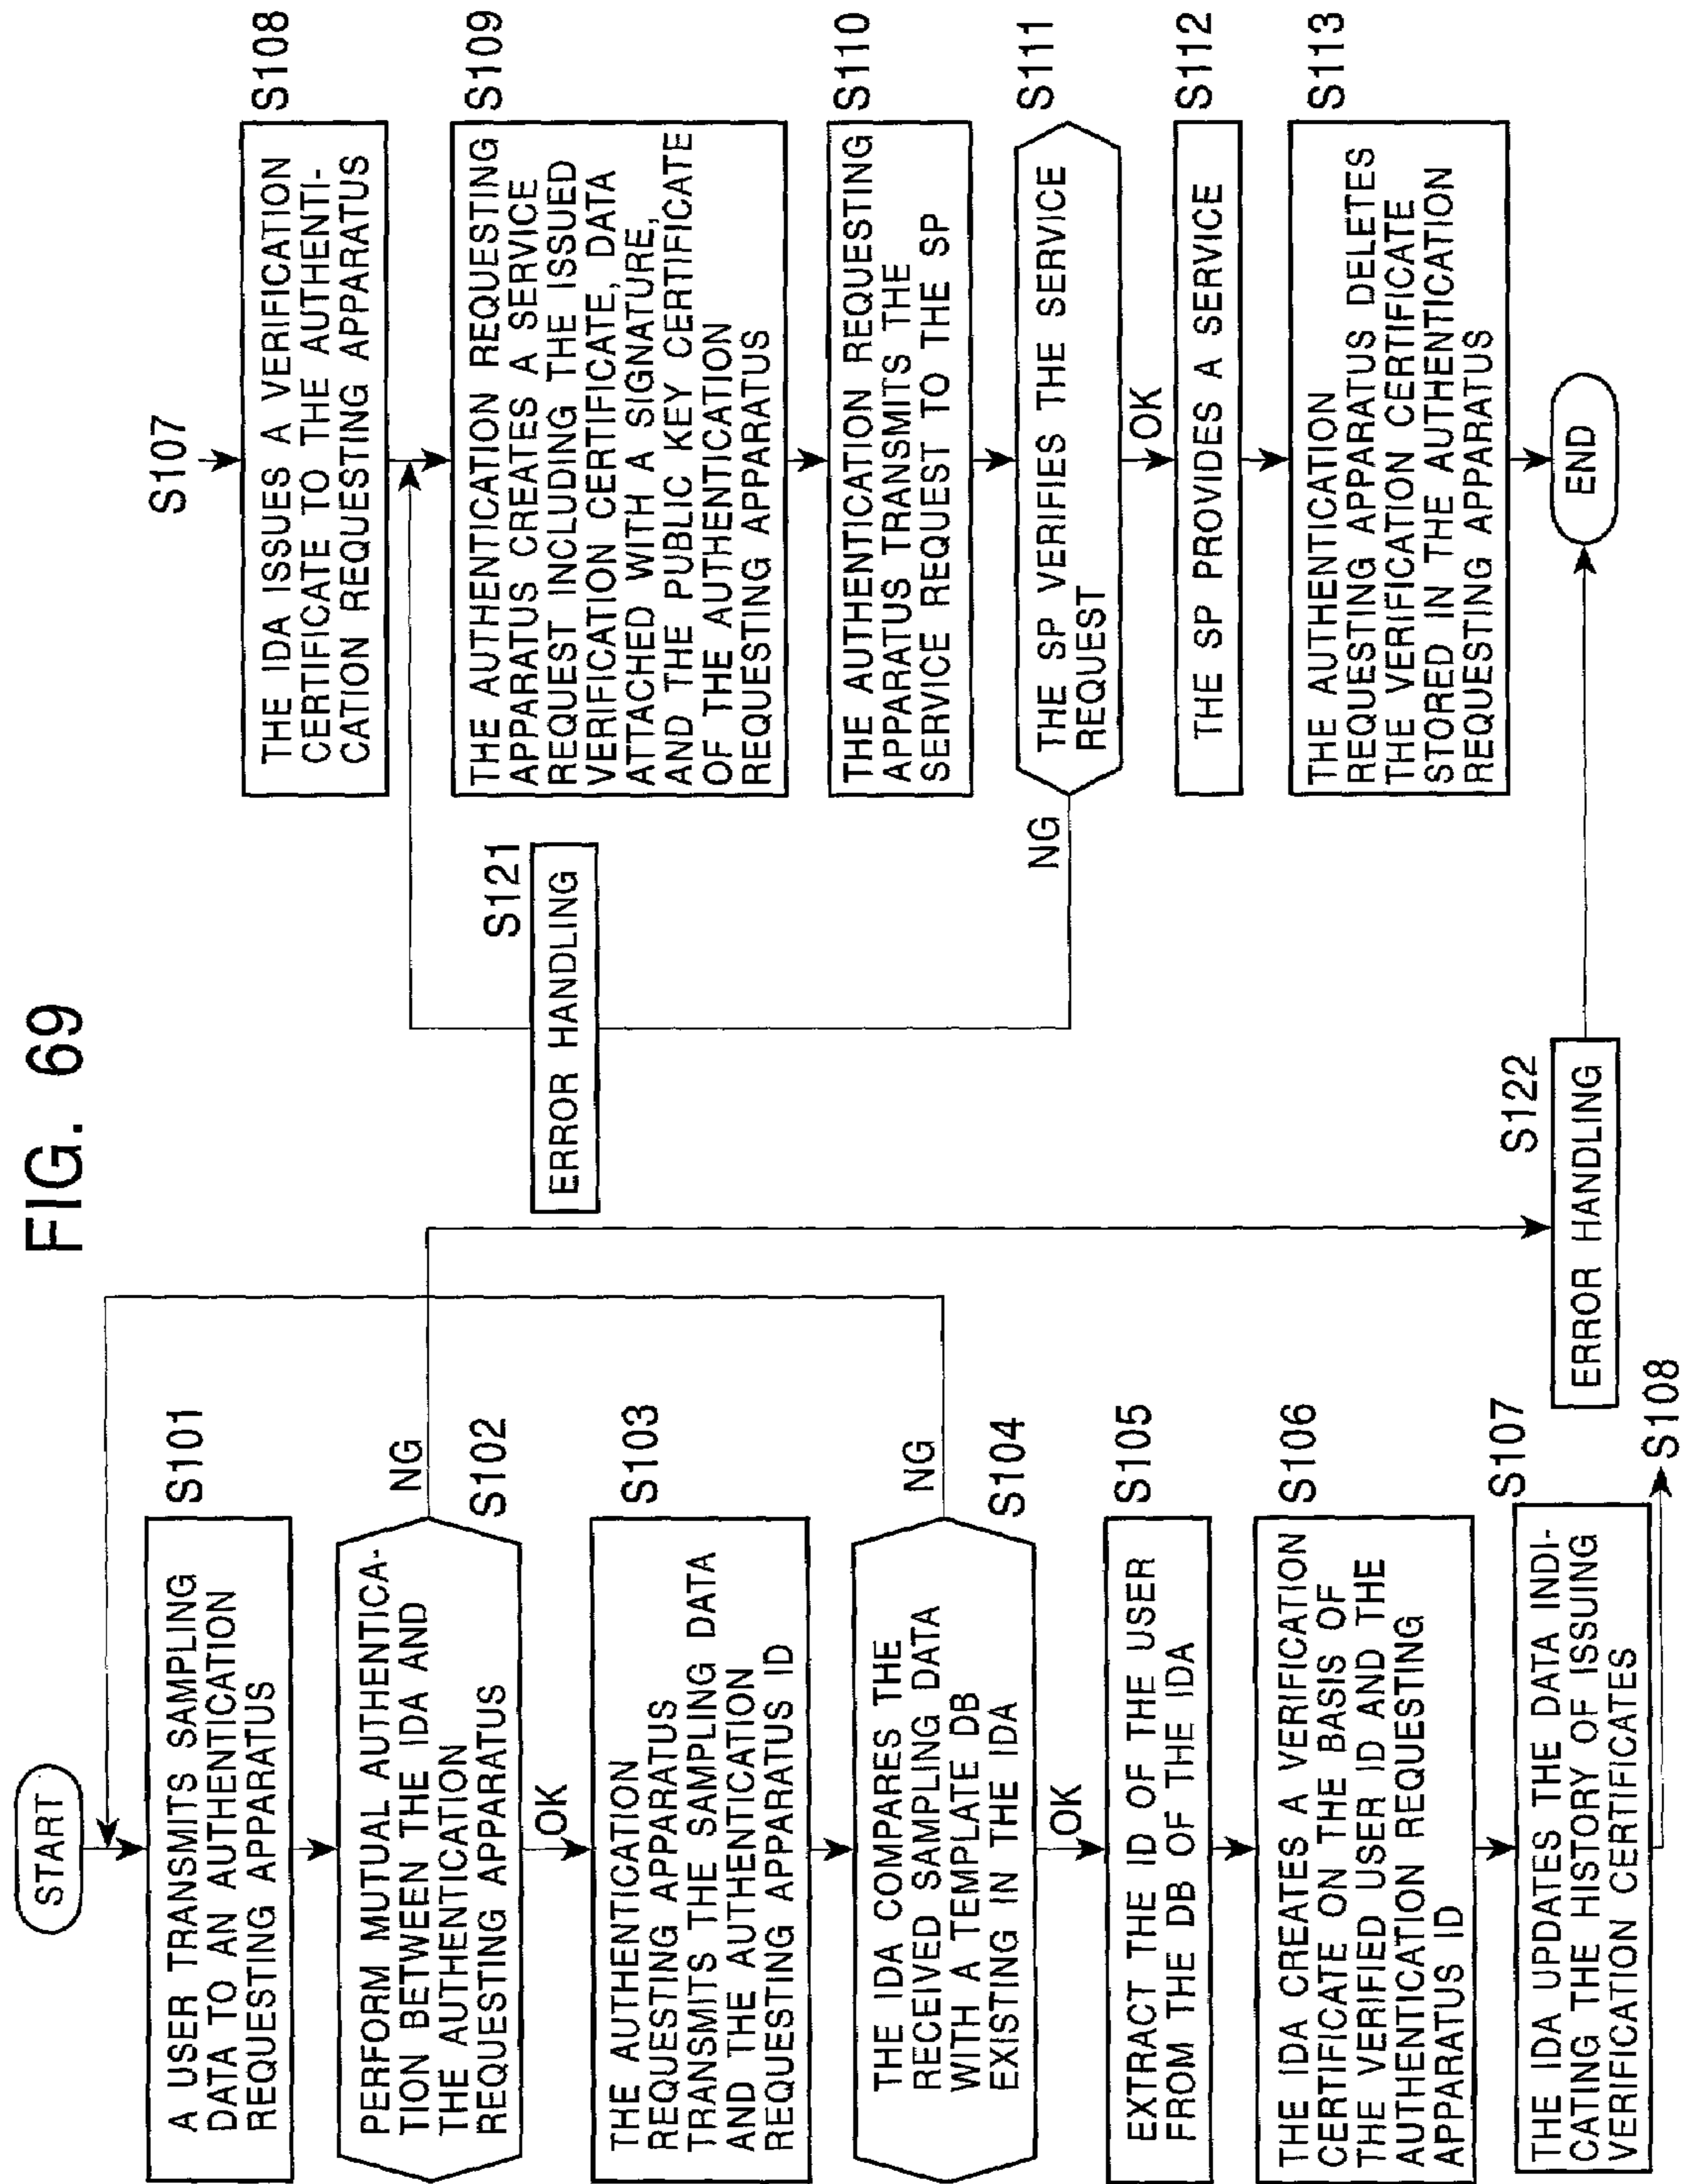 FIG. 69
START
A USER TRANSMITS SAMPLING
DATA TO AN AUTHENTICATION
REQUESTING APPARATUS
S101
PERFORM MUTUAL AUTHENTICA-
TION BETWEEN THE IDA AND
THE AUTHENTICATION
REQUESTING APPARATUS
NG
S102
OK
THE AUTHENTICATION
REQUESTING APPARATUS
TRANSMITS THE SAMPLING DATA
AND THE AUTHENTICATION
REQUESTING APPARATUS ID
S103
THE IDA COMPARES THE
RECEIVED SAMPLING DATA
WITH A TEMPLATE DB
EXISTING IN THE IDA
NG
S104
OK
EXTRACT THE ID OF THE USER
FROM THE DB OF THE IDA
S105
THE IDA CREATES A VERIFICATION
CERTIFICATE ON THE BASIS OF
THE VERIFIED USER ID AND THE
AUTHENTICATION REQUESTING
APPARATUS ID
S106
THE IDA UPDATES THE DATA INDI-
CATING THE HISTORY OF ISSUING
VERIFICATION CERTIFICATES
S107
S108
S107
THE IDA ISSUES A VERIFICATION
CERTIFICATE TO THE AUTHENTI-
CATION REQUESTING APPARATUS
S108
THE AUTHENTICATION REQUESTING
APPARATUS CREATES A SERVICE
REQUEST INCLUDING THE ISSUED
VERIFICATION CERTIFICATE, DATA
ATTACHED WITH A SIGNATURE,
AND THE PUBLIC KEY CERTIFICATE
OF THE AUTHENTICATION
REQUESTING APPARATUS
S109
S121
ERROR HANDLING
THE AUTHENTICATION REQUESTING
APPARATUS TRANSMITS THE
SERVICE REQUEST TO THE SP
S110
THE SP VERIFIES THE SERVICE
REQUEST
S111
NG
OK
THE SP PROVIDES A SERVICE
S112
THE AUTHENTICATION
REQUESTING APPARATUS DELETES
THE VERIFICATION CERTIFICATE
STORED IN THE AUTHENTICATION
REQUESTING APPARATUS
S113
S122
ERROR HANDLING
END